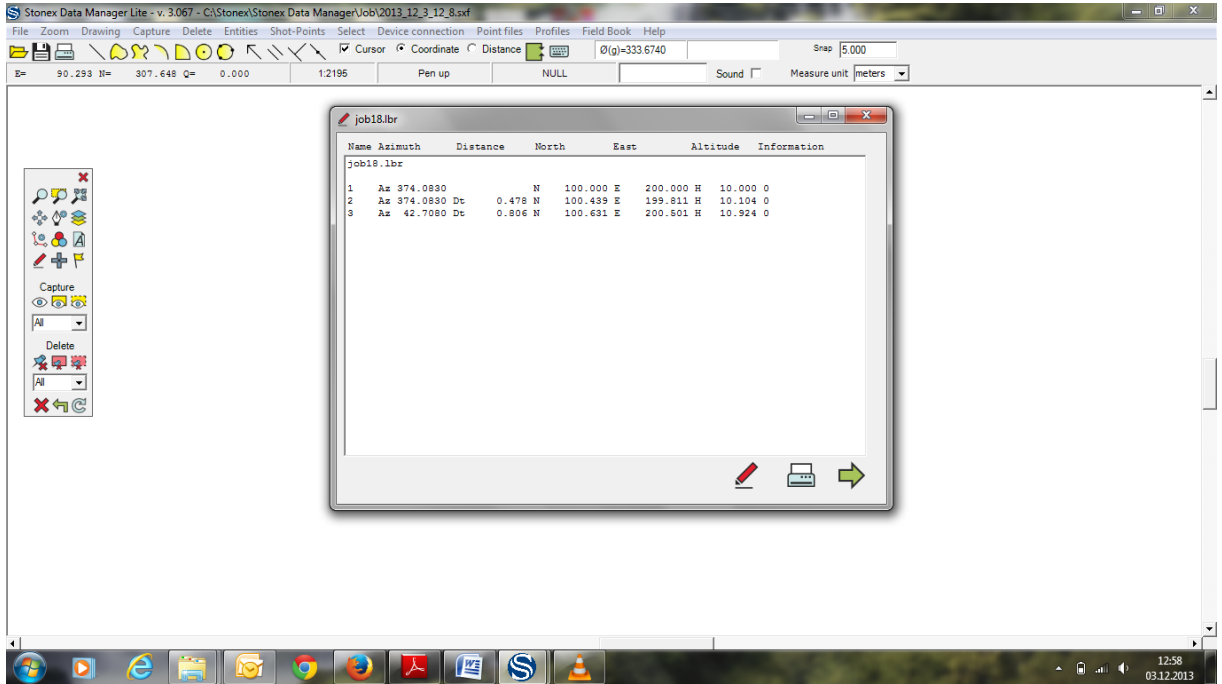 Stonex Data Manager Lite - v. 3.067 - C:\Stonex\Stonex Data Manager\Job\2013_12_3_12_8.sxf
File Zoom Drawing Capture Delete Entities Shot-Points Select Device connection Point files Profiles Field Book Help
Cursor Coordinate Distance Ø(g)=333.6740 Snap 5.000
E= 90.293 N= 307.648 Q= 0.000 1:2195 Pen up NULL Sound Measure unit meters
job18.lbr
Name Azimuth Distance North East Altitude Information
job18.lbr
1 Az 374.0830 N 100.000 E 200.000 H 10.000 0
2 Az 374.0830 Dt 0.478 N 100.439 E 199.811 H 10.104 0
3 Az 42.7080 Dt 0.806 N 100.631 E 200.501 H 10.924 0
Capture
All
Delete
All
12:58
03.12.2013